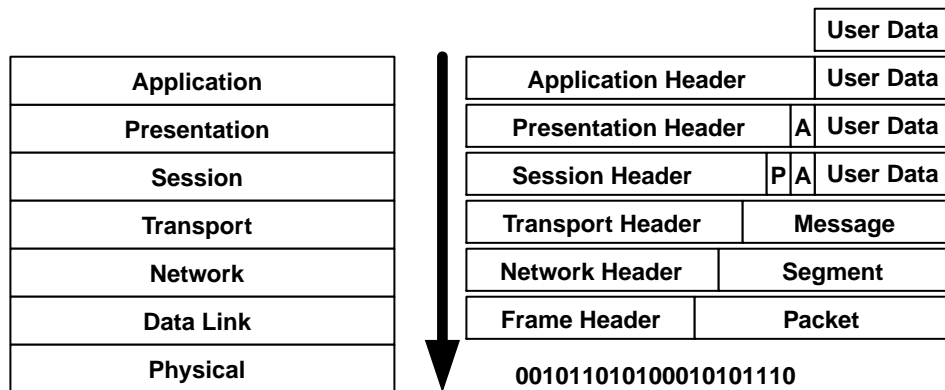 User Data
Application
Application Header User Data
Presentation
Presentation Header A User Data
Session
Session Header P A User Data
Transport
Transport Header Message
Network
Network Header Segment
Data Link
Frame Header Packet
Physical
001011010100010101110